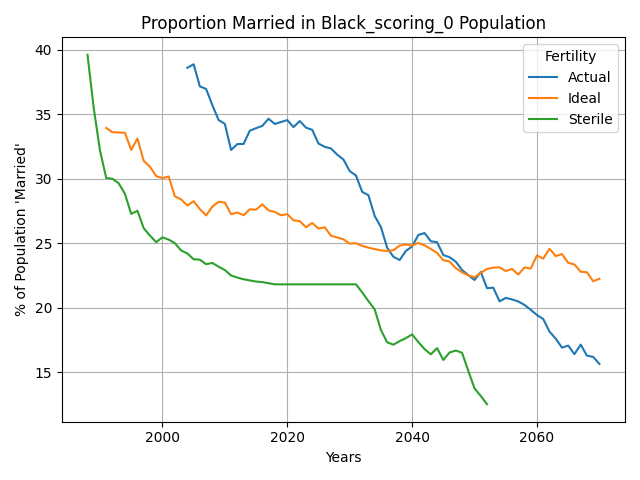 Proportion Married in Black_scoring_0 Population
% of Population 'Married'
40
35
30
25
20
15
Fertility
Actual
Ideal
Sterile
2000
2020
2040
2060
Years